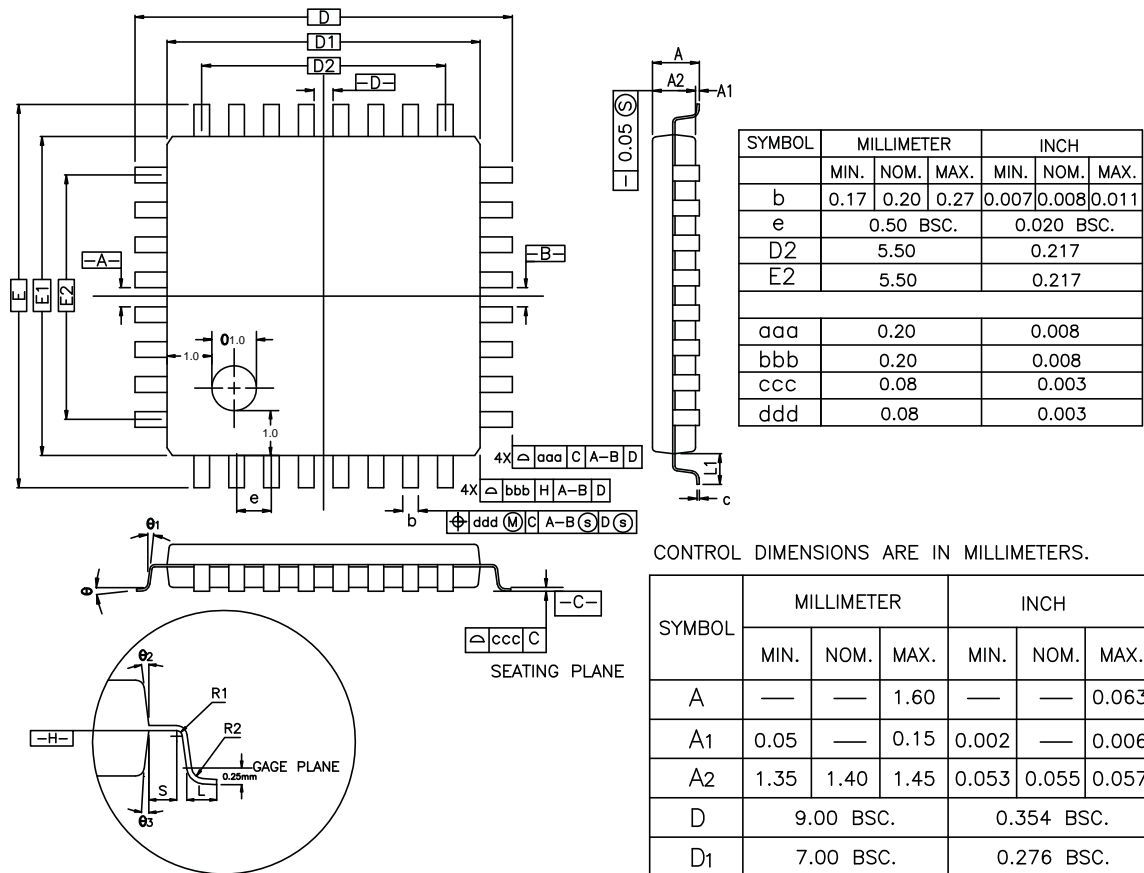 D
D1
D2
-D-
A
A2
A1
— 0.05 Ⓢ
E
E1
E2
-A-
-B-
1.0
1.0
1.0
4X ⌓ aaa C A-B D
4X ⌓ bbb H A-B D
⌖ ddd Ⓜ C A-B Ⓢ D Ⓢ
e
b
L1
c
SYMBOL MILLIMETER INCH
MIN. NOM. MAX. MIN. NOM. MAX.
b 0.17 0.20 0.27 0.007 0.008 0.011
e 0.50 BSC. 0.020 BSC.
D2 5.50 0.217
E2 5.50 0.217
aaa 0.20 0.008
bbb 0.20 0.008
ccc 0.08 0.003
ddd 0.08 0.003
θ1
θ
-C-
⌓ ccc C
SEATING PLANE
θ2
R1
R2
-H-
GAGE PLANE
0.25mm
S
L
θ3
CONTROL DIMENSIONS ARE IN MILLIMETERS.
SYMBOL MILLIMETER INCH
MIN. NOM. MAX. MIN. NOM. MAX.
A — — 1.60 — — 0.063
A1 0.05 — 0.15 0.002 — 0.006
A2 1.35 1.40 1.45 0.053 0.055 0.057
D 9.00 BSC. 0.354 BSC.
D1 7.00 BSC. 0.276 BSC.